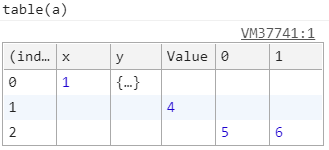 table(a)
VM37741:1
(ind… x y Value 0 1
0 1 {…}
1 4
2 5 6